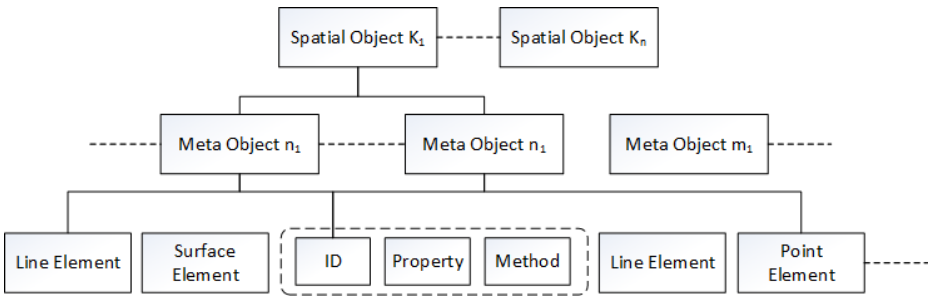 Spatial Object K₁
Spatial Object Kₙ
Meta Object n₁
Meta Object n₁
Meta Object m₁
Line Element
Surface
Element
ID
Property
Method
Line Element
Point
Element